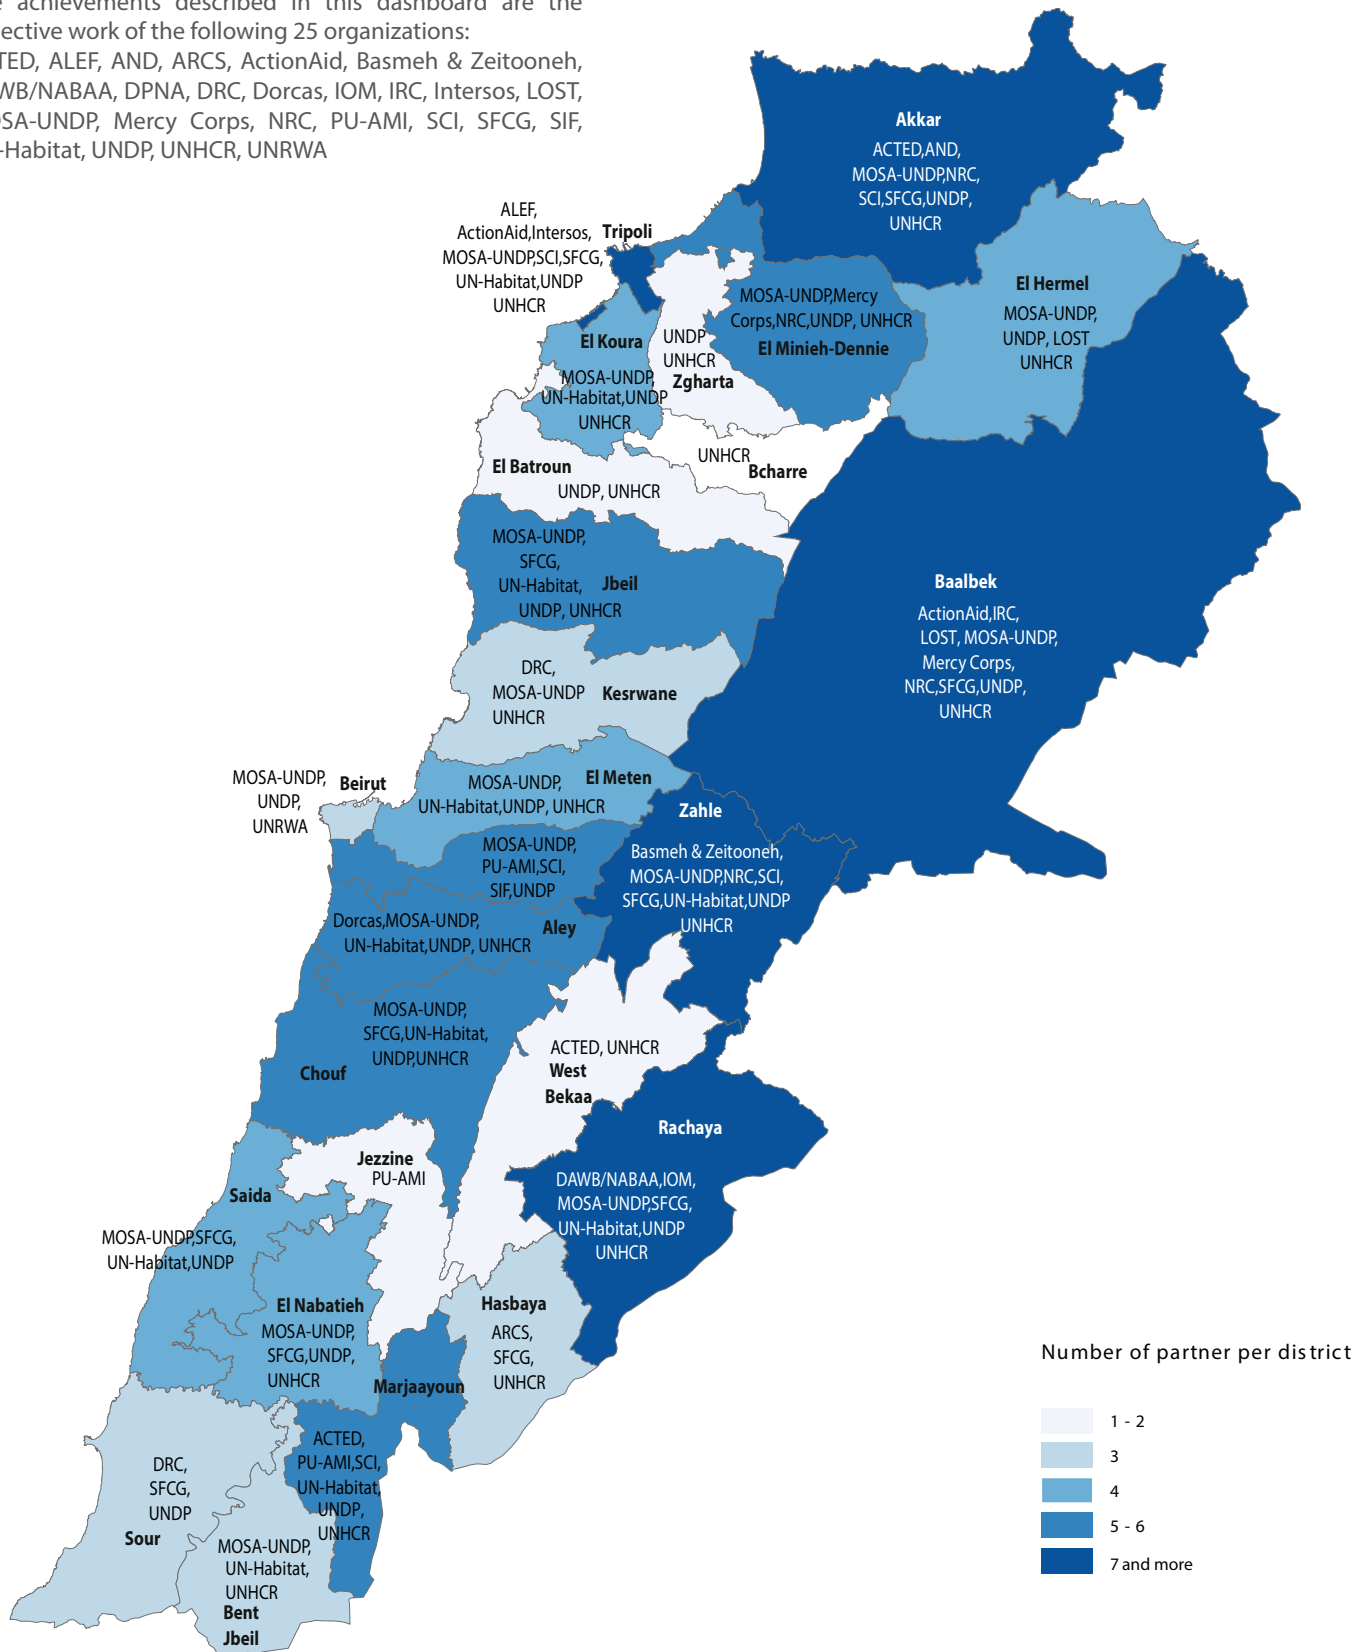 achievements described in this dashboard are the
ective work of the following 25 organizations:
TED, ALEF, AND, ARCS, ActionAid, Basmeh & Zeitooneh,
WB/NABAA, DPNA, DRC, Dorcas, IOM, IRC, Intersos, LOST,
SA-UNDP, Mercy Corps, NRC, PU-AMI, SCI, SFCG, SIF,
-Habitat, UNDP, UNHCR, UNRWA
Akkar
ACTED,AND,
MOSA-UNDP,NRC,
SCI,SFCG,UNDP,
UNHCR
ALEF,
ActionAid,Intersos,
MOSA-UNDP,SCI,SFCG,
UN-Habitat,UNDP
UNHCR
Tripoli
El Hermel
MOSA-UNDP,
UNDP, LOST
UNHCR
MOSA-UNDP,Mercy
Corps,NRC,UNDP, UNHCR
El Minieh-Dennie
UNDP
UNHCR
Zgharta
El Koura
MOSA-UNDP,
UN-Habitat,UNDP
UNHCR
UNHCR
Bcharre
El Batroun
UNDP, UNHCR
MOSA-UNDP,
SFCG,
UN-Habitat,
UNDP, UNHCR
Jbeil
Baalbek
ActionAid,IRC,
LOST, MOSA-UNDP,
Mercy Corps,
NRC,SFCG,UNDP,
UNHCR
DRC,
MOSA-UNDP
UNHCR
Kesrwane
MOSA-UNDP,
UNDP,
UNRWA
Beirut
El Meten
MOSA-UNDP,
UN-Habitat,UNDP, UNHCR
Zahle
Basmeh & Zeitooneh,
MOSA-UNDP,NRC,SCI,
SFCG,UN-Habitat,UNDP
UNHCR
MOSA-UNDP,
PU-AMI,SCI,
SIF,UNDP
Dorcas,MOSA-UNDP,
UN-Habitat,UNDP, UNHCR
Aley
MOSA-UNDP,
SFCG,UN-Habitat,
UNDP,UNHCR
Chouf
ACTED, UNHCR
West
Bekaa
Rachaya
DAWB/NABAA,IOM,
MOSA-UNDP,SFCG,
UN-Habitat,UNDP
UNHCR
Jezzine
PU-AMI
Saida
MOSA-UNDP,SFCG,
UN-Habitat,UNDP
El Nabatieh
MOSA-UNDP,
SFCG,UNDP,
UNHCR
Hasbaya
ARCS,
SFCG,
UNHCR
Marjaayoun
ACTED,
PU-AMI,SCI,
UN-Habitat,
UNDP,
UNHCR
DRC,
SFCG,
UNDP
Sour
MOSA-UNDP,
UN-Habitat,
UNHCR
Bent
Jbeil
Number of partner per district
1 - 2
3
4
5 - 6
7 and more